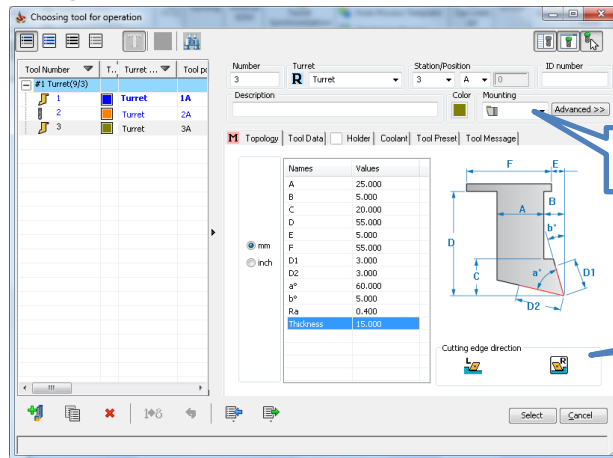 Choosing tool for operation
Tool Number T.. Turret ... Tool po
#1 Turret(9/3)
1 Turret 1A
2 Turret 2A
3 Turret 3A
Number Turret Station/Position ID number
3 R Turret 3 A 0
Description Color Mounting
Advanced >>
M Topology Tool Data Holder Coolant Tool Preset Tool Message
mm
inch
Names Values
A 25.000
B 5.000
C 20.000
D 55.000
E 5.000
F 55.000
D1 3.000
D2 3.000
a° 60.000
b° 5.000
Ra 0.400
Thickness 15.000
F E
A B
b°
D
C a° D1
D2
Cutting edge direction
L R
Select Cancel